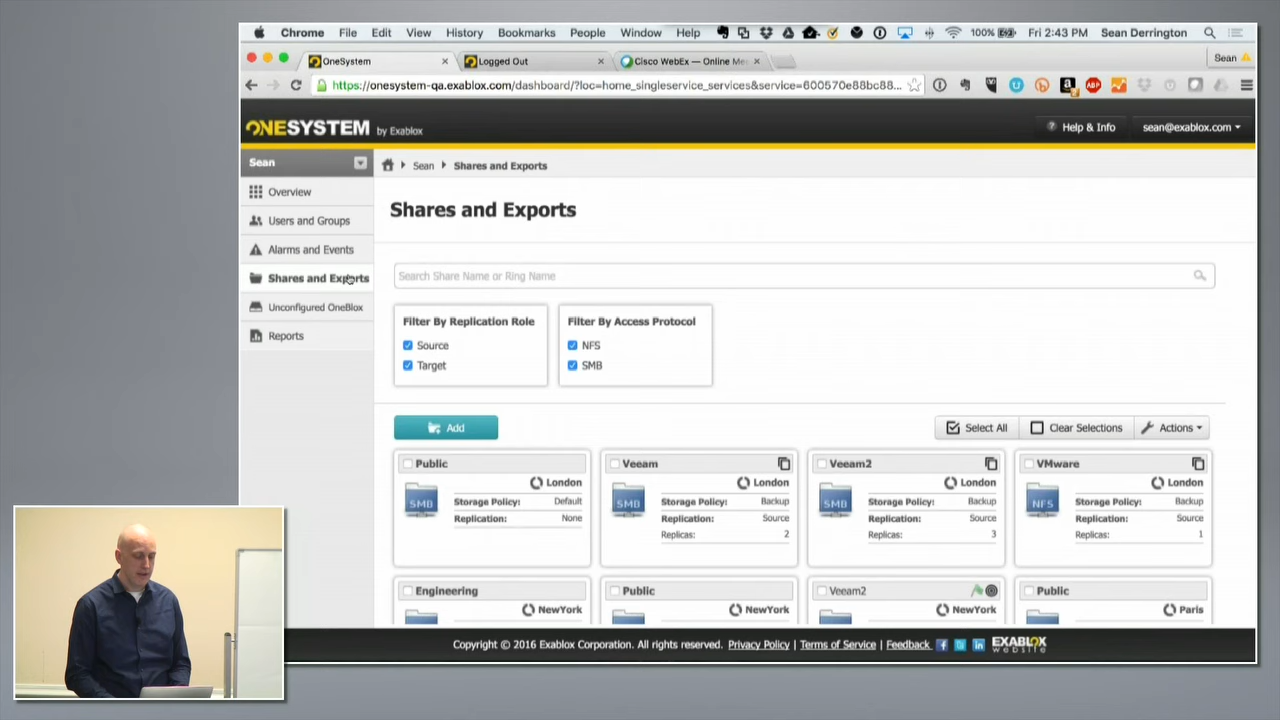 Chrome File Edit View History Bookmarks People Window Help 100% Fri 2:43 PM Sean Derrington
OneSystem × Logged Out × Cisco WebEx — Online Me × Sean
https://onesystem-qa.exablox.com/dashboard/?loc=home_singleservice_services&service=600570e88bc88...
ONESYSTEM by Exablox ? Help & Info sean@exablox.com
Sean
Overview
Users and Groups
Alarms and Events
Shares and Exports
Unconfigured OneBlox
Reports
Sean Shares and Exports
Shares and Exports
Search Share Name or Ring Name
Filter By Replication Role
Source
Target
Filter By Access Protocol
NFS
SMB
Add
Select All Clear Selections Actions
Public
London
SMB
Storage Policy: Default
Replication: None
Veeam
London
SMB
Storage Policy: Backup
Replication: Source
Replicas: 2
Veeam2
London
SMB
Storage Policy: Backup
Replication: Source
Replicas: 3
VMware
London
NFS
Storage Policy: Backup
Replication: Source
Replicas: 1
Engineering
NewYork
Public
NewYork
Veeam2
NewYork
Public
Paris
Copyright © 2016 Exablox Corporation. All rights reserved. Privacy Policy | Terms of Service | Feedback EXABLOX website